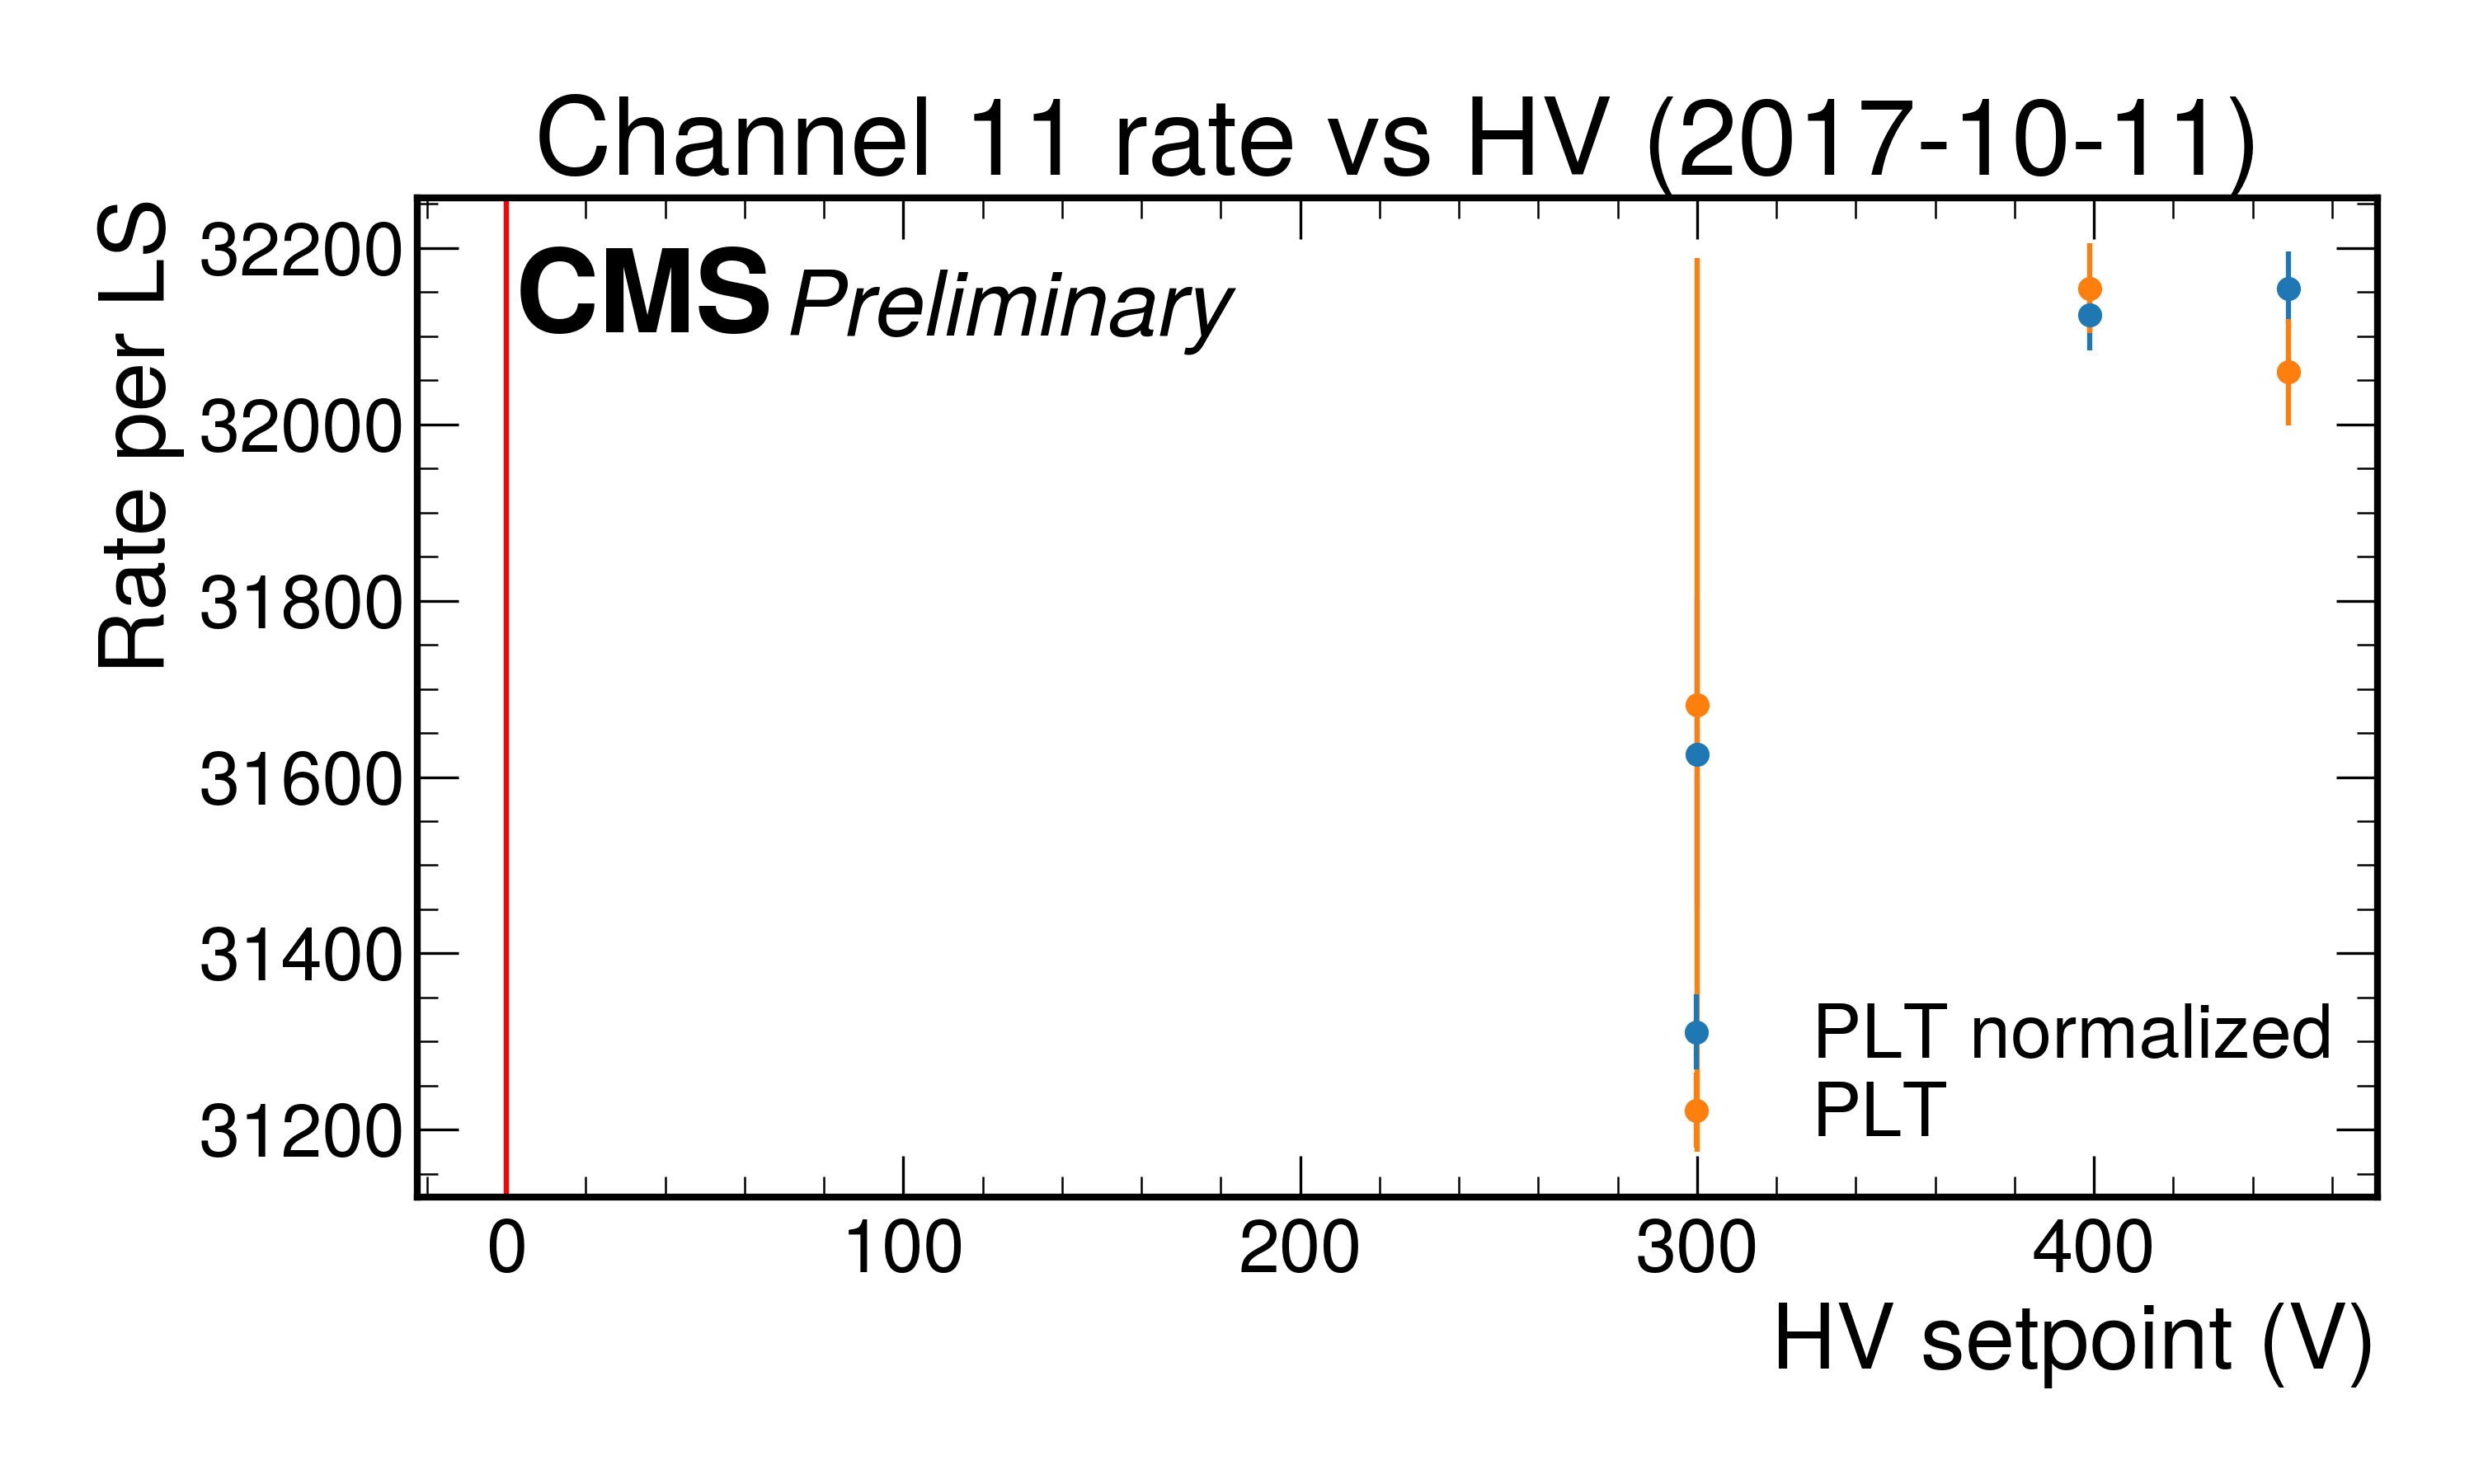 Channel 11 rate vs HV (2017-10-11)
CMS Preliminary
Rate per LS
32200
32000
31800
31600
31400
31200
PLT normalized
PLT
0 100 200 300 400
HV setpoint (V)